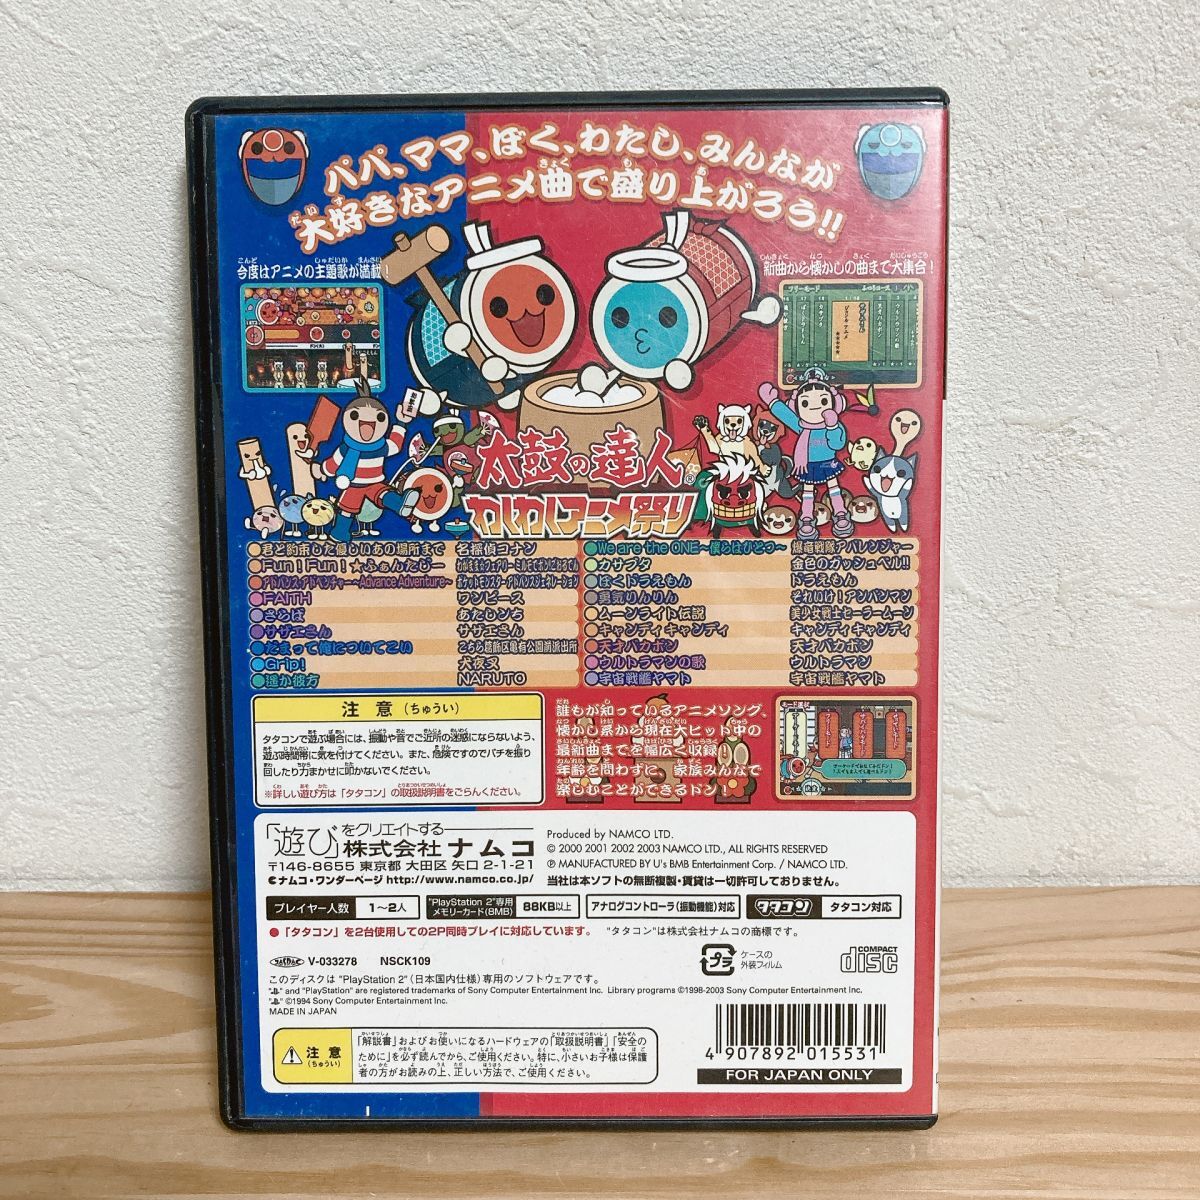 パパ、ママ、ぼく、わたし、みんなが
大好きなアニメ曲で盛り上がろう!!
今度はアニメの主題歌が満載!
新曲から懐かしの曲まで大集合!
太鼓の達人®
わくわくアニメ祭り
君と約束した優しいあの場所まで 名探偵コナン
Fun! Fun! ★ふぁんたじー わがまま☆フェアリー ミルモでポン!ごおるでん
アドバンス・アドベンチャー〜Advance Adventure〜 ポケットモンスター アドバンスジェネレーション
FAITH ワンピース
さらば あたしンち
サザエさん サザエさん
だまって俺についてこい こちら葛飾区亀有公園前派出所
Grip! 犬夜叉
遥か彼方 NARUTO
We are the ONE〜僕らはひとつ〜 爆竜戦隊アバレンジャー
カサブタ 金色のガッシュベル!!
ぼくドラえもん ドラえもん
勇気りんりん それいけ!アンパンマン
ムーンライト伝説 美少女戦士セーラームーン
キャンディ キャンディ キャンディ キャンディ
天才バカボン 天才バカボン
ウルトラマンの歌 ウルトラマン
宇宙戦艦ヤマト 宇宙戦艦ヤマト
注 意 (ちゅうい)
タタコンで遊ぶ場合には、振動や音でご近所の迷惑にならないよう、
遊ぶ時間帯に気を付けてください。また、危険ですのでバチを振り
回したり力まかせに叩かないでください。
※詳しい遊び方は「タタコン」の取扱説明書をごらんください。
誰もが知っているアニメソング、
懐かし系から現在大ヒット中の
最新曲までを幅広く収録!
年齢を問わずに、家族みんなで
楽しむことができるドン!
「遊び」をクリエイトする
株式会社 ナムコ
〒146-8655 東京都 大田区 矢口 2-1-21
ナムコ・ワンダーページ http://www.namco.co.jp/
Produced by NAMCO LTD.
© 2000 2001 2002 2003 NAMCO LTD., ALL RIGHTS RESERVED
Ⓟ MANUFACTURED BY U's BMB Entertainment Corp. / NAMCO LTD.
当社は本ソフトの無断複製・賃貸は一切許可しておりません。
プレイヤー人数 1〜2人 "PlayStation 2"専用メモリーカード(8MB) 88KB以上 アナログコントローラ(振動機能)対応 タタコン タタコン対応
●「タタコン」を2台使用しての2P同時プレイに対応しています。 "タタコン"は株式会社ナムコの商標です。
V-033278 NSCK109
プラ ケースの
外装フィルム
COMPACT
disc
このディスクは "PlayStation 2"(日本国内仕様)専用のソフトウェアです。
" " and "PlayStation" are registered trademarks of Sony Computer Entertainment Inc. Library programs ©1998-2003 Sony Computer Entertainment Inc.
" " ©1994 Sony Computer Entertainment Inc.
MADE IN JAPAN
注 意
(ちゅうい)
「解説書」およびお使いになるハードウェアの「取扱説明書」「安全の
ために」を必ず読んでから、ご使用ください。特に、小さいお子様は保護
者の方がお読みの上、正しい方法で、ご使用ください。
4 907892 015531
FOR JAPAN ONLY